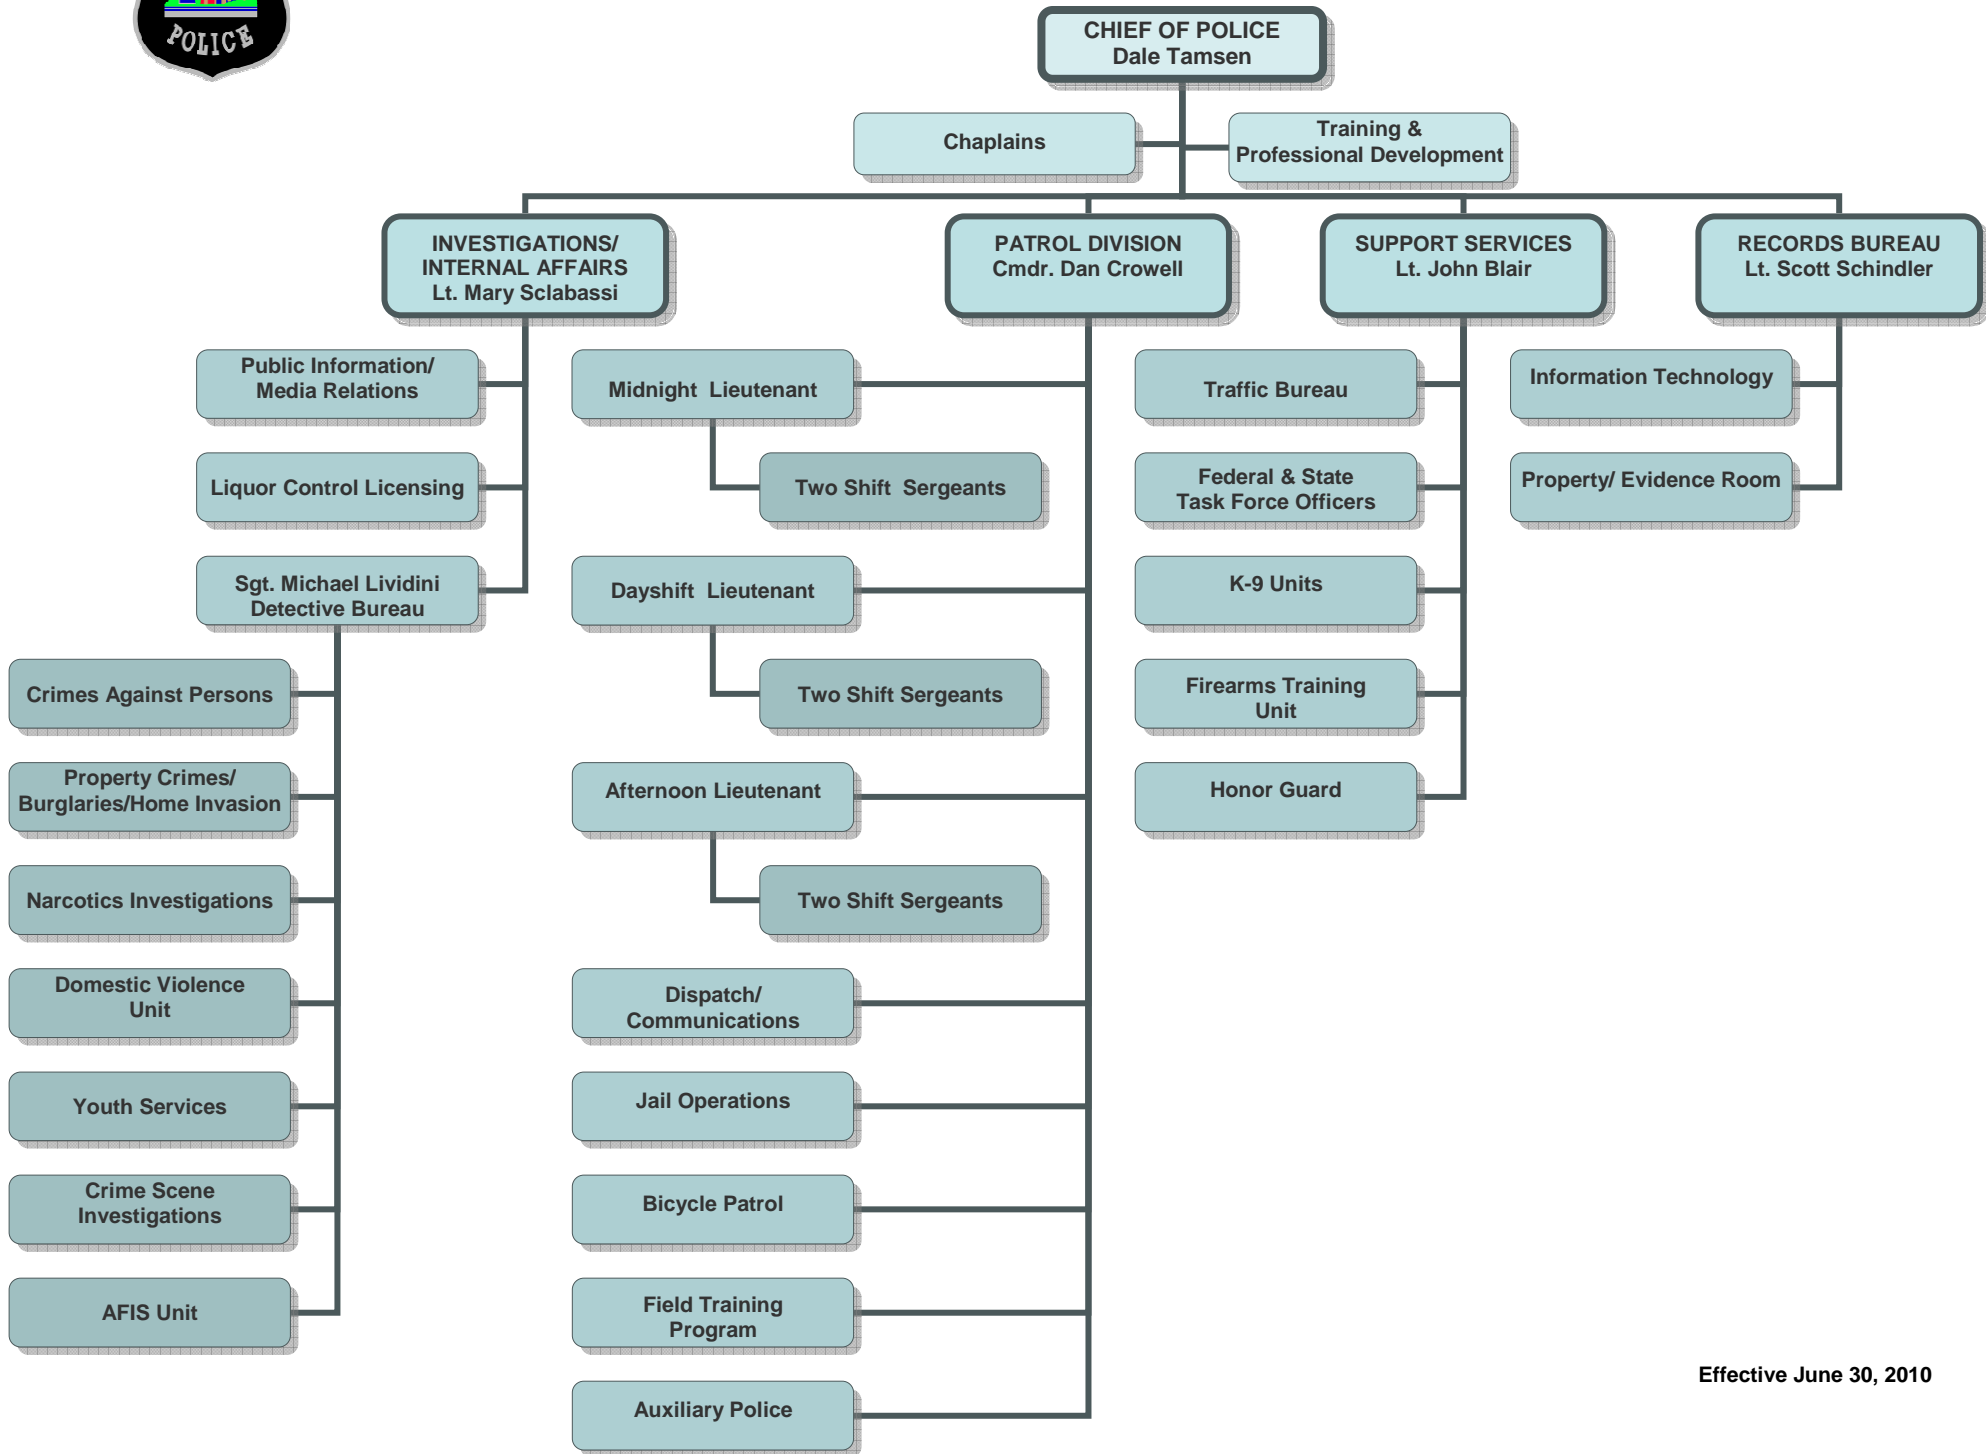 POLICE
CHIEF OF POLICE
Dale Tamsen
Chaplains
Training &
Professional Development
INVESTIGATIONS/
INTERNAL AFFAIRS
Lt. Mary Sclabassi
PATROL DIVISION
Cmdr. Dan Crowell
SUPPORT SERVICES
Lt. John Blair
RECORDS BUREAU
Lt. Scott Schindler
Public Information/
Media Relations
Liquor Control Licensing
Sgt. Michael Lividini
Detective Bureau
Crimes Against Persons
Property Crimes/
Burglaries/Home Invasion
Narcotics Investigations
Domestic Violence
Unit
Youth Services
Crime Scene
Investigations
AFIS Unit
Midnight  Lieutenant
Two Shift  Sergeants
Dayshift  Lieutenant
Two Shift Sergeants
Afternoon Lieutenant
Two Shift Sergeants
Dispatch/
Communications
Jail Operations
Bicycle Patrol
Field Training
Program
Auxiliary Police
Traffic Bureau
Federal & State
Task Force Officers
K-9 Units
Firearms Training
Unit
Honor Guard
Information Technology
Property/ Evidence Room
Effective June 30, 2010